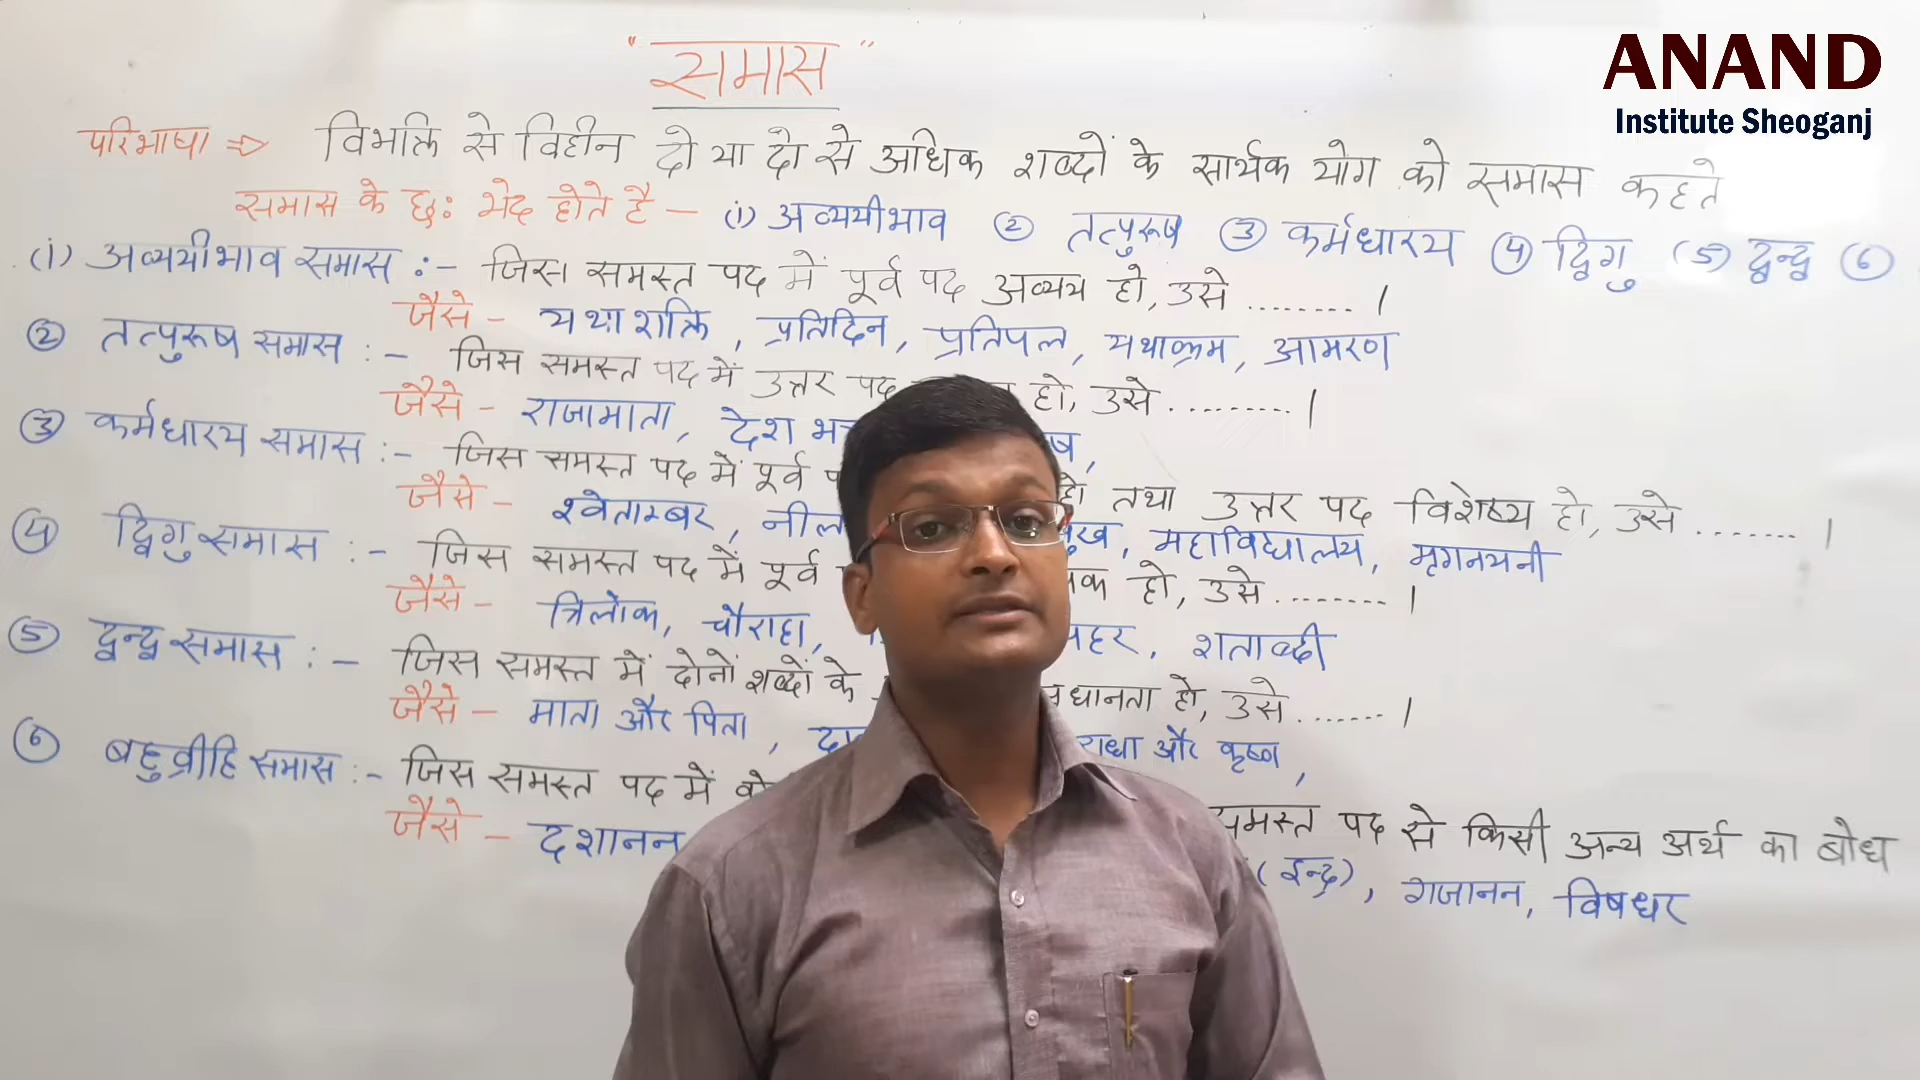 "समास"
ANAND
Institute Sheoganj
परिभाषा ⇒ विभक्ति से विहीन दो या दो से अधिक शब्दों के सार्थक योग को समास कहते
समास के छः भेद होते है – (i) अव्ययीभाव ② तत्पुरूष ③ कर्मधारय ④ द्विगु (5) द्वन्द्व ⑥
(i) अव्ययीभाव समास :- जिस समस्त पद में पूर्व पद अव्यय हो, उसे ......... |
जैसे - यथाशक्ति, प्रतिदिन, प्रतिपल, यथाक्रम, आमरण
② तत्पुरूष समास :- जिस समस्त पद में उत्तर पद हो, उसे ......... |
जैसे - राजामाता, देश
③ कर्मधारय समास :- जिस समस्त पद में पूर्व हो तथा उत्तर पद विशेष्य हो, उसे ....... |
जैसे - श्वेताम्बर, नील , महाविद्यालय, मृगनयनी
④ द्विगु समास :- जिस समस्त पद में पूर्व हो, उसे ........ |
जैसे - त्रिलोक, चौराहा, , शताब्दी
⑤ द्वन्द्व समास :- जिस समस्त में दोनों शब्दों के हो, उसे ....... |
जैसे - माता और पिता, राधा और कृष्ण,
⑥ बहुव्रीहि समास :- जिस समस्त पद में समस्त पद से किसी अन्य अर्थ का बोध
जैसे - दशानन (इन्द्र), गजानन, विषधर